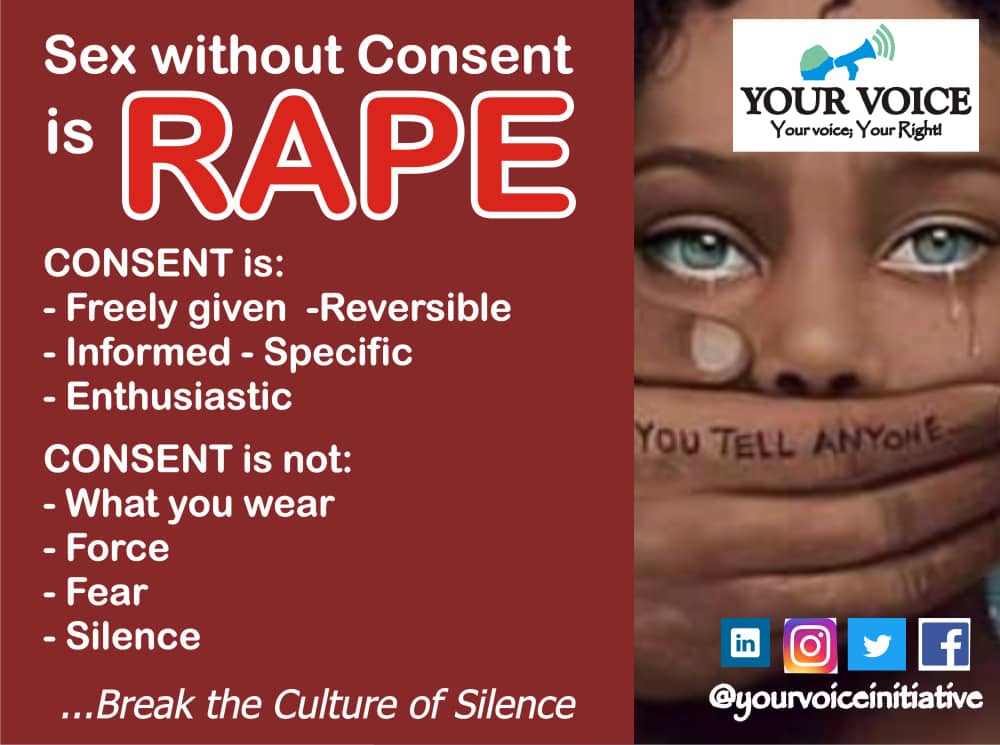 Sex without Consent
is RAPE
CONSENT is:
- Freely given -Reversible
- Informed - Specific
- Enthusiastic
CONSENT is not:
- What you wear
- Force
- Fear
- Silence
...Break the Culture of Silence
YOUR VOICE
Your voice; Your Right!
YOU TELL ANYONE
in
f
@yourvoiceinitiative